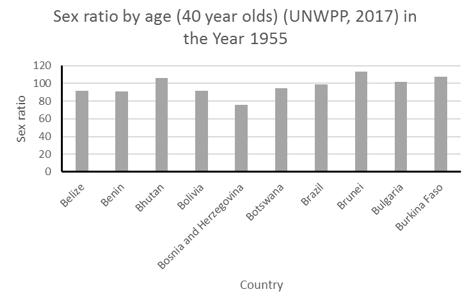 Sex ratio by age (40 year olds) (UNWPP, 2017) in
the Year 1955
120
100
80
60
40
20
0
Sex ratio
Belize
Benin
Bhutan
Bolivia
Bosnia and Herzegovina
Botswana
Brazil
Brunei
Bulgaria
Burkina Faso
Country